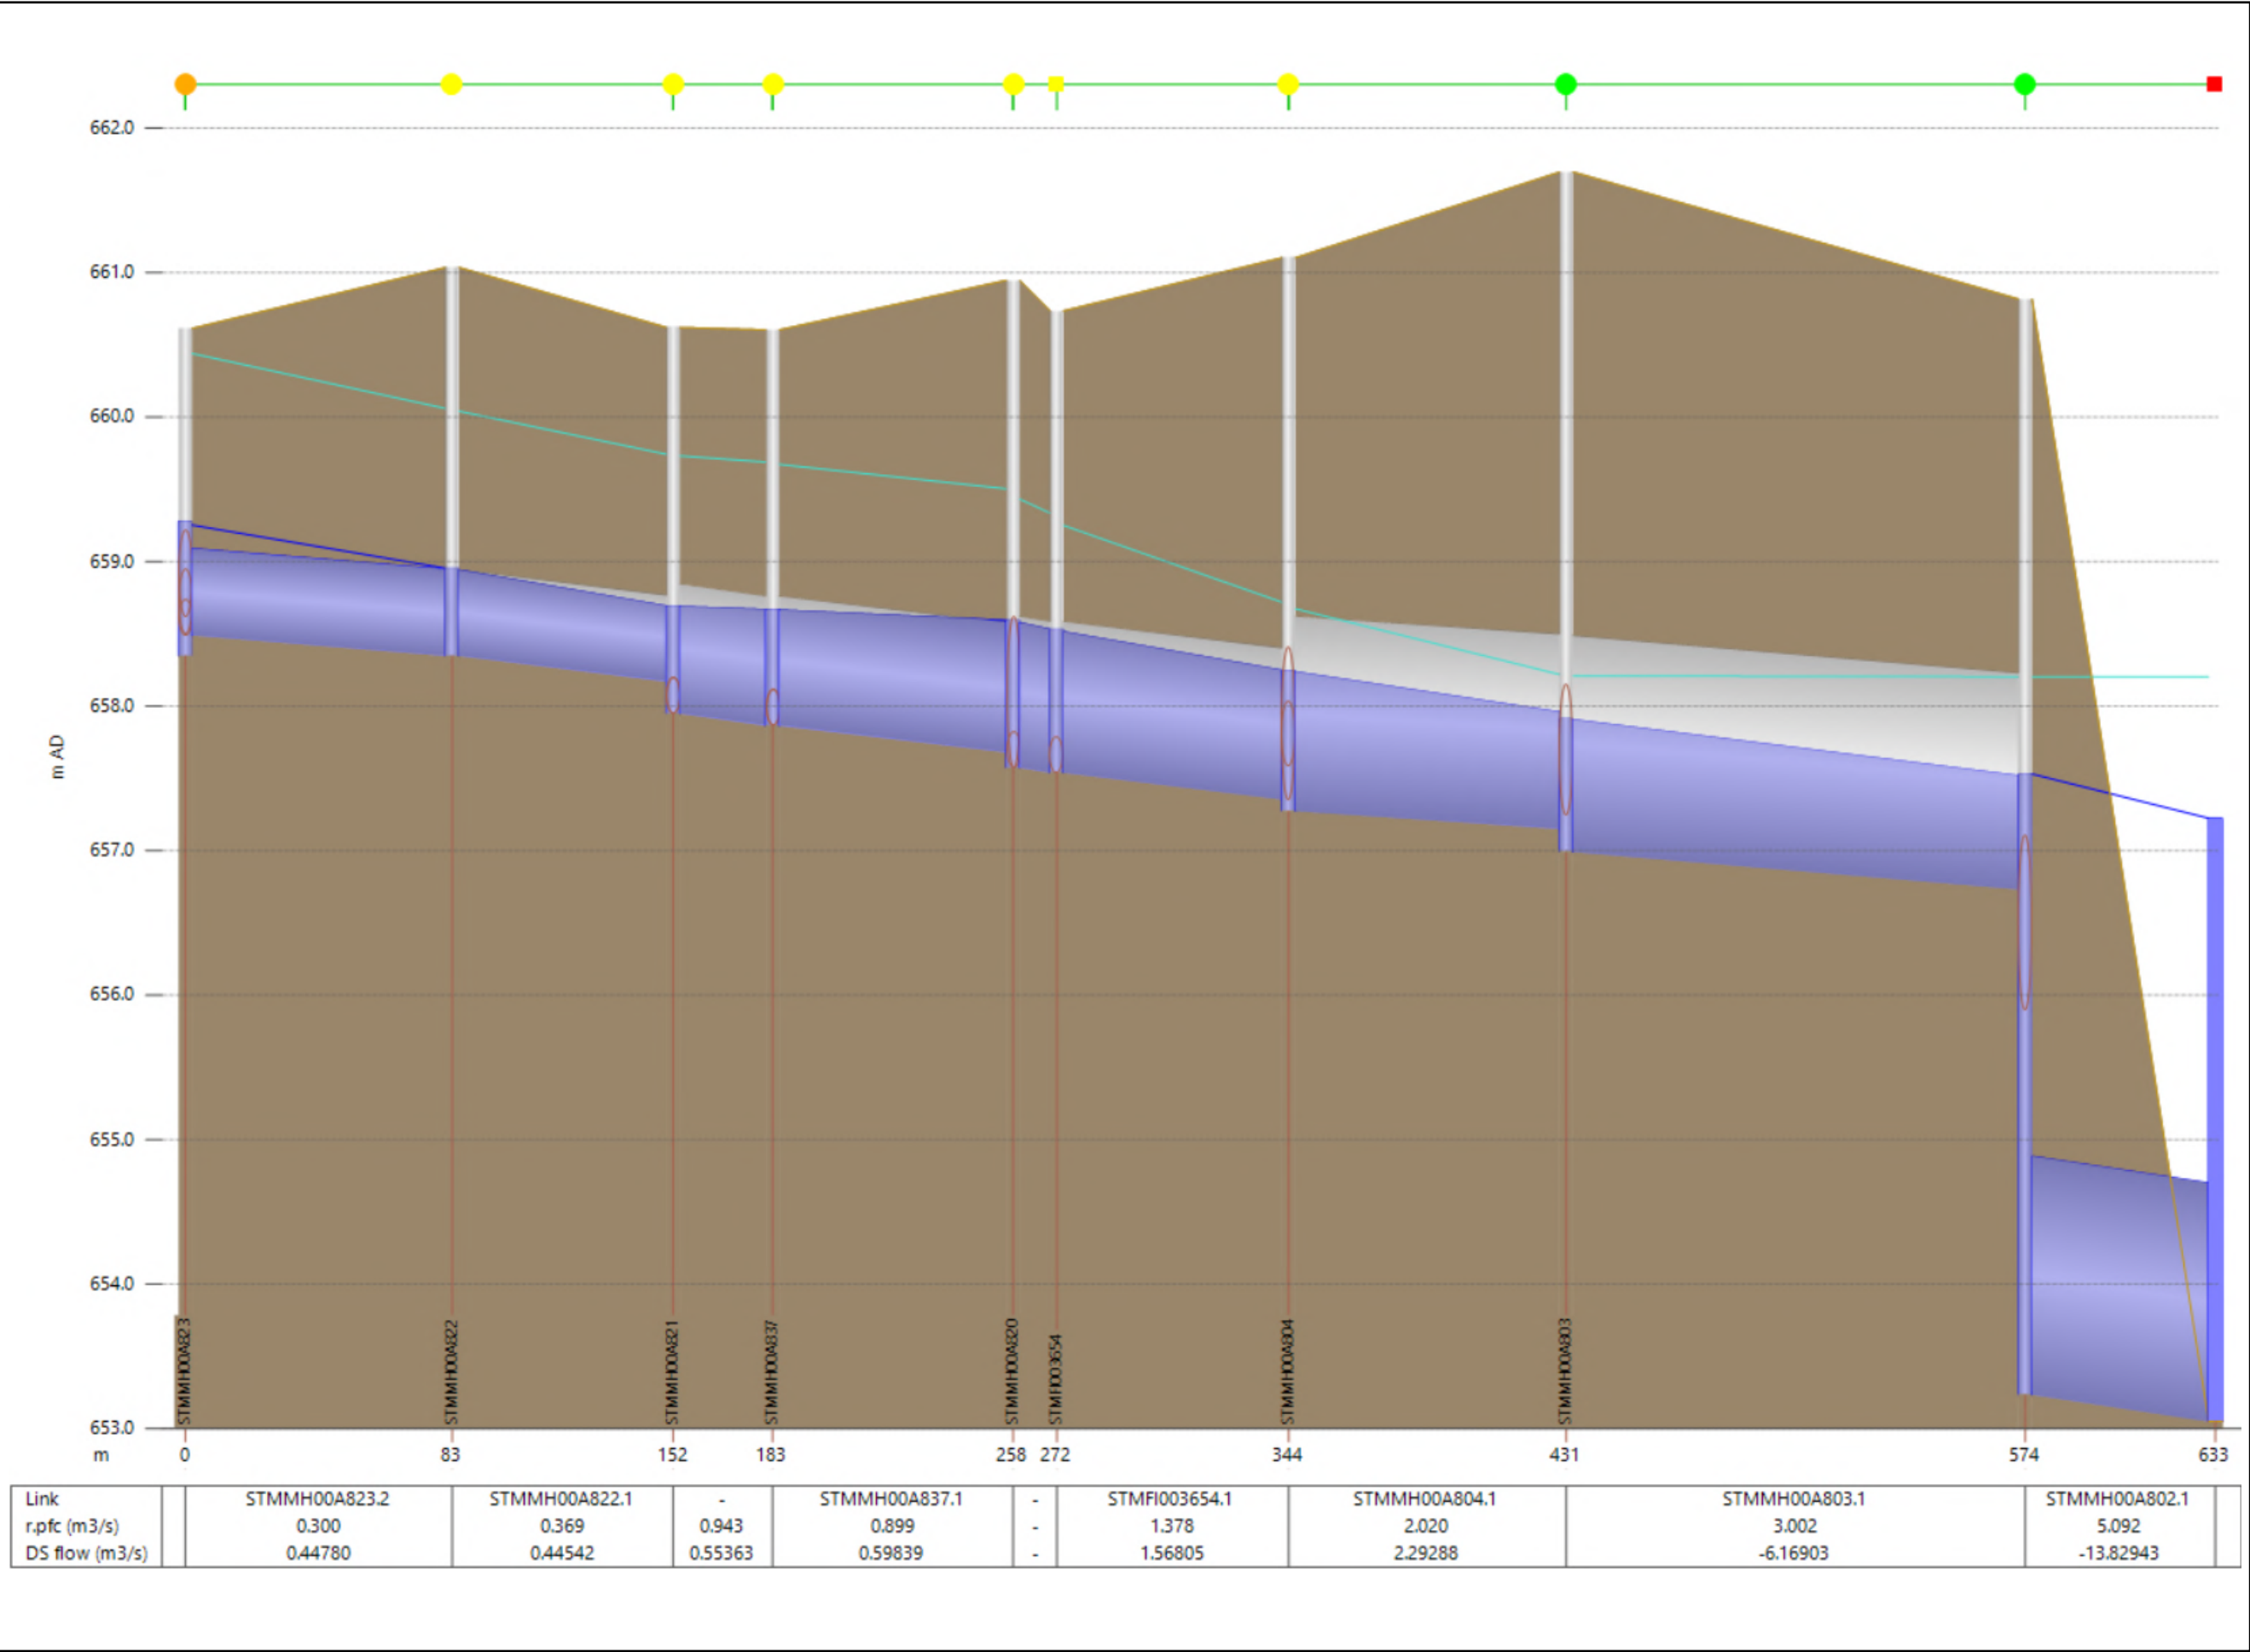 662.0
661.0
660.0
659.0
658.0
m AD
657.0
656.0
655.0
654.0
653.0
STMMH00A823 STMMH00A822 STMMH00A821 STMMH00A837 STMMH00A820 STMFI003654 STMMH00A804 STMMH00A803
m 0 83 152 183 258 272 344 431 574 633
Link STMMH00A823.2 STMMH00A822.1 - STMMH00A837.1 - STMFI003654.1 STMMH00A804.1 STMMH00A803.1 STMMH00A802.1
r.pfc (m3/s) 0.300 0.369 0.943 0.899 - 1.378 2.020 3.002 5.092
DS flow (m3/s) 0.44780 0.44542 0.55363 0.59839 - 1.56805 2.29288 -6.16903 -13.82943